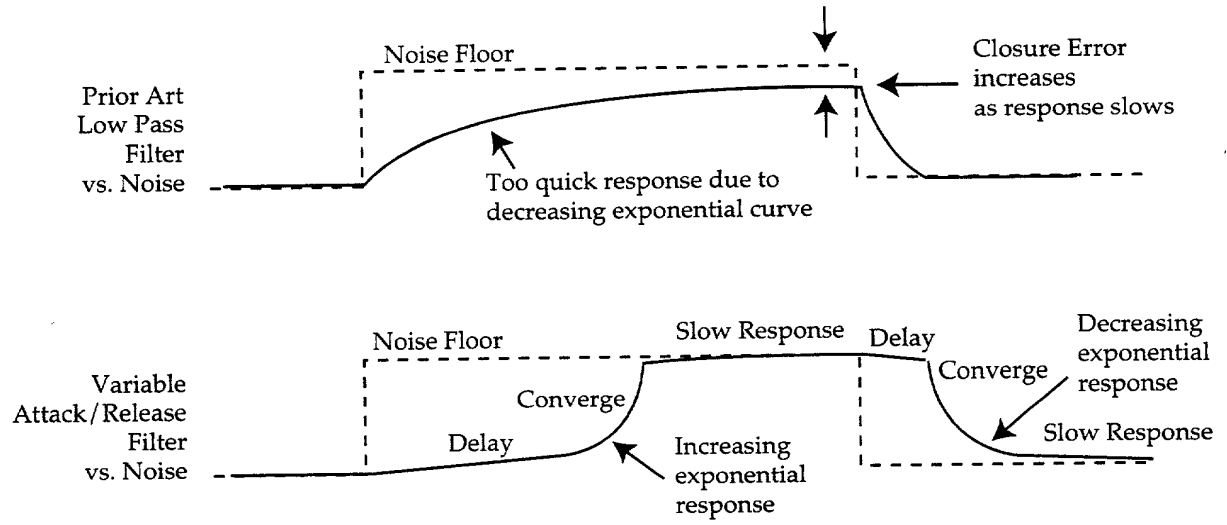 Noise Floor
Closure Error
increases
as response slows
Prior Art
Low Pass
Filter
vs. Noise
Too quick response due to
decreasing exponential curve
Noise Floor
Slow Response
Delay
Decreasing
exponential
response
Variable
Attack/Release
Filter
vs. Noise
Converge
Converge
Delay
Increasing
exponential
response
Slow Response